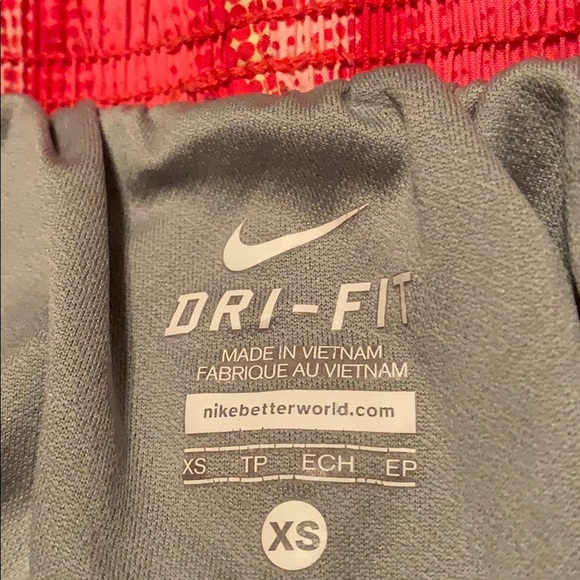 DRI-FIT
MADE IN VIETNAM
FABRIQUE AU VIETNAM
nikebetterworld.com
XS TP ECH EP
XS